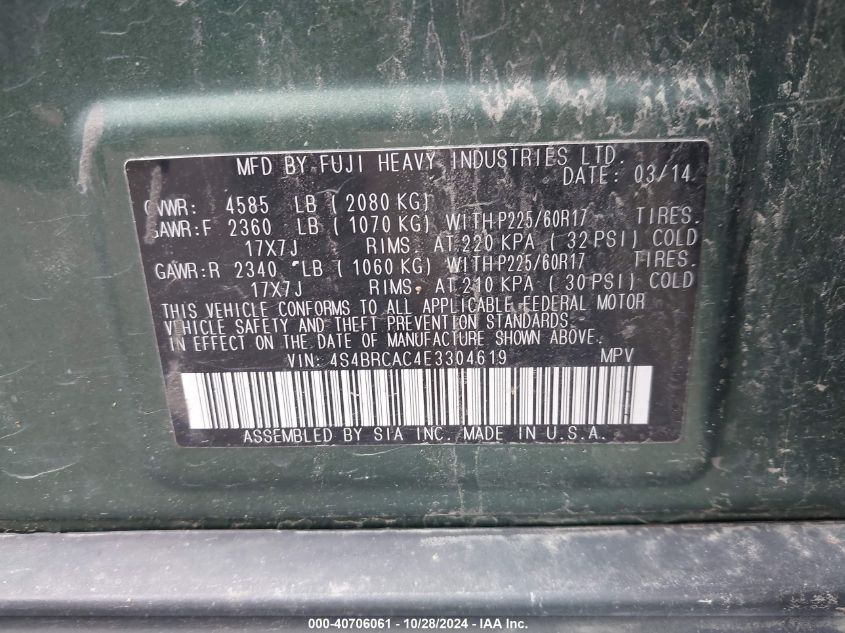 MFD BY FUJI HEAVY INDUSTRIES LTD.
DATE: 03/14
GVWR: 4585 LB ( 2080 KG)
GAWR:F 2360 LB ( 1070 KG) WITH P225/60R17 TIRES.
17X7J RIMS. AT 220 KPA ( 32 PSI) COLD
GAWR:R 2340 LB ( 1060 KG) WITH P225/60R17 TIRES.
17X7J RIMS. AT 210 KPA ( 30 PSI) COLD
THIS VEHICLE CONFORMS TO ALL APPLICABLE FEDERAL MOTOR
VEHICLE SAFETY AND THEFT PREVENTION STANDARDS
IN EFFECT ON THE DATE OF MANUFACTURE SHOWN ABOVE.
VIN: 4S4BRCAC4E3304619 MPV
ASSEMBLED BY SIA INC. MADE IN U.S.A.
000-40706061 - 10/28/2024 - IAA Inc.